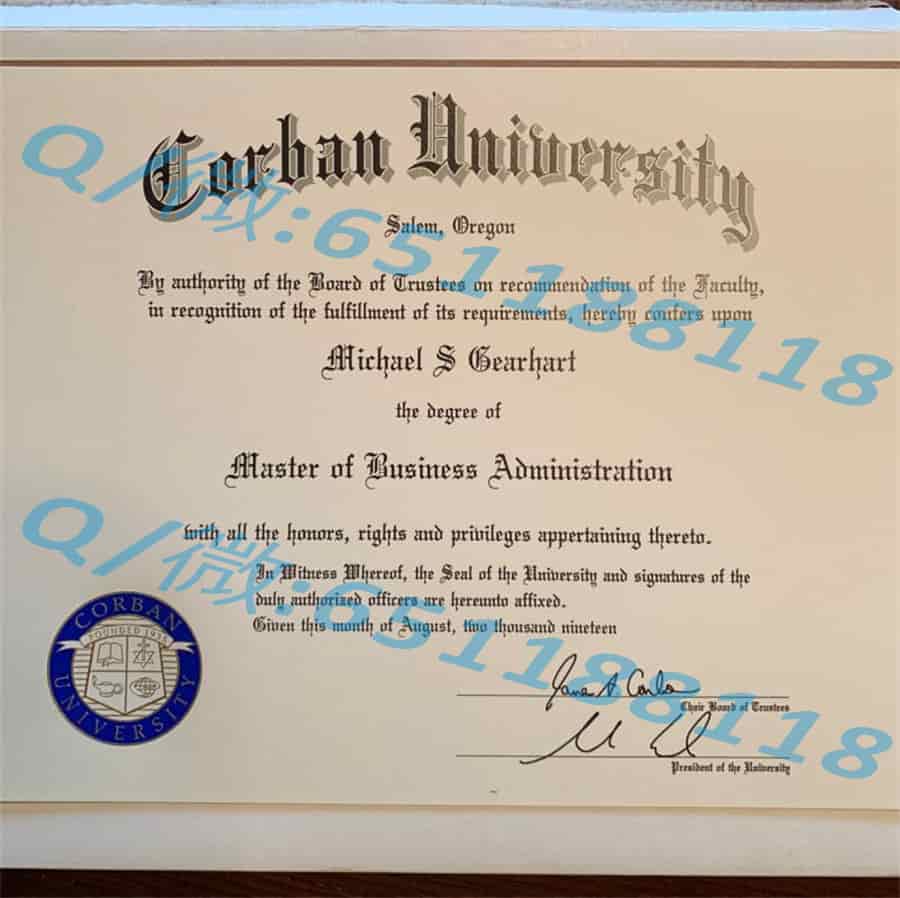 Corban University
Salem, Oregon
By authority of the Board of Trustees on recommendation of the Faculty,
in recognition of the fulfillment of its requirements, hereby confers upon
Michael S Gearhart
the degree of
Master of Business Administration
with all the honors, rights and privileges appertaining thereto.
In Witness Whereof, the Seal of the University and signatures of the
duly authorized officers are hereunto affixed.
Given this month of August, two thousand nineteen
CORBAN
FOUNDED 1935
UNIVERSITY
Chair Board of Trustees
President of the University
Q/微:651188118
Q/微:651188118